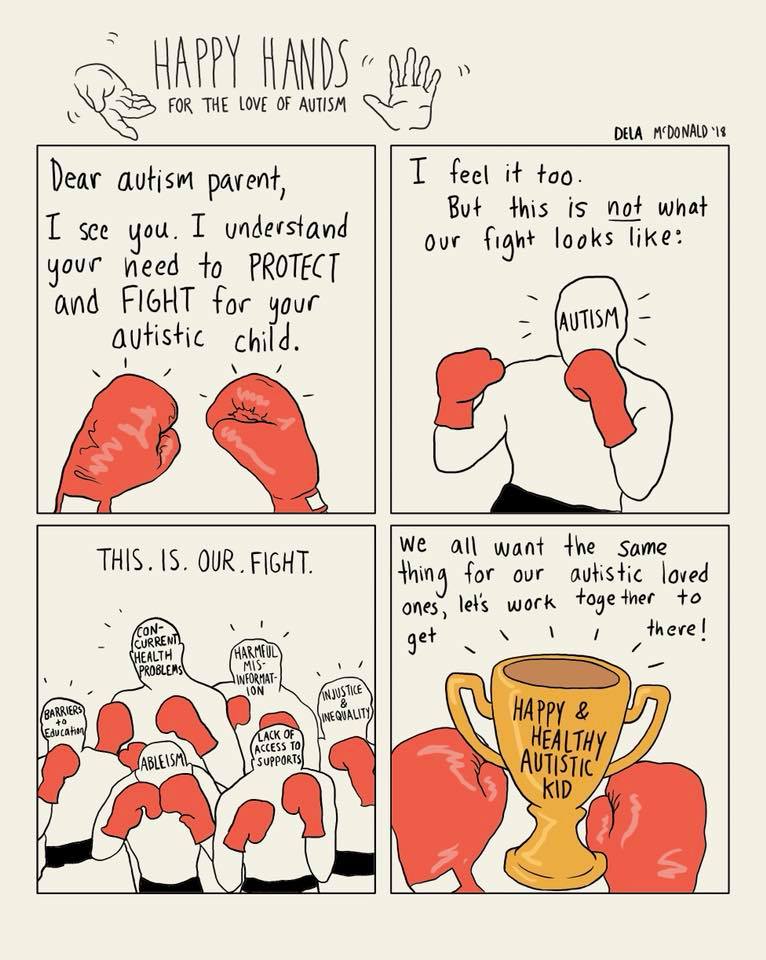 HAPPY HANDS
FOR THE LOVE OF AUTISM
DELA McDONALD '18
Dear autism parent,
I see you. I understand
your need to PROTECT
and FIGHT for your
autistic child.
I feel it too.
But this is not what
our fight looks like:
AUTISM
THIS. IS. OUR. FIGHT.
CON-
CURRENT
HEALTH
PROBLEMS
HARMFUL
MIS-
INFORMAT-
ION
INJUSTICE
&
INEQUALITY
BARRIERS
to
Education
ABLEISM
LACK OF
ACCESS TO
SUPPORTS
We all want the same
thing for our autistic loved
ones, let's work together to
get there!
HAPPY &
HEALTHY
AUTISTIC
KID